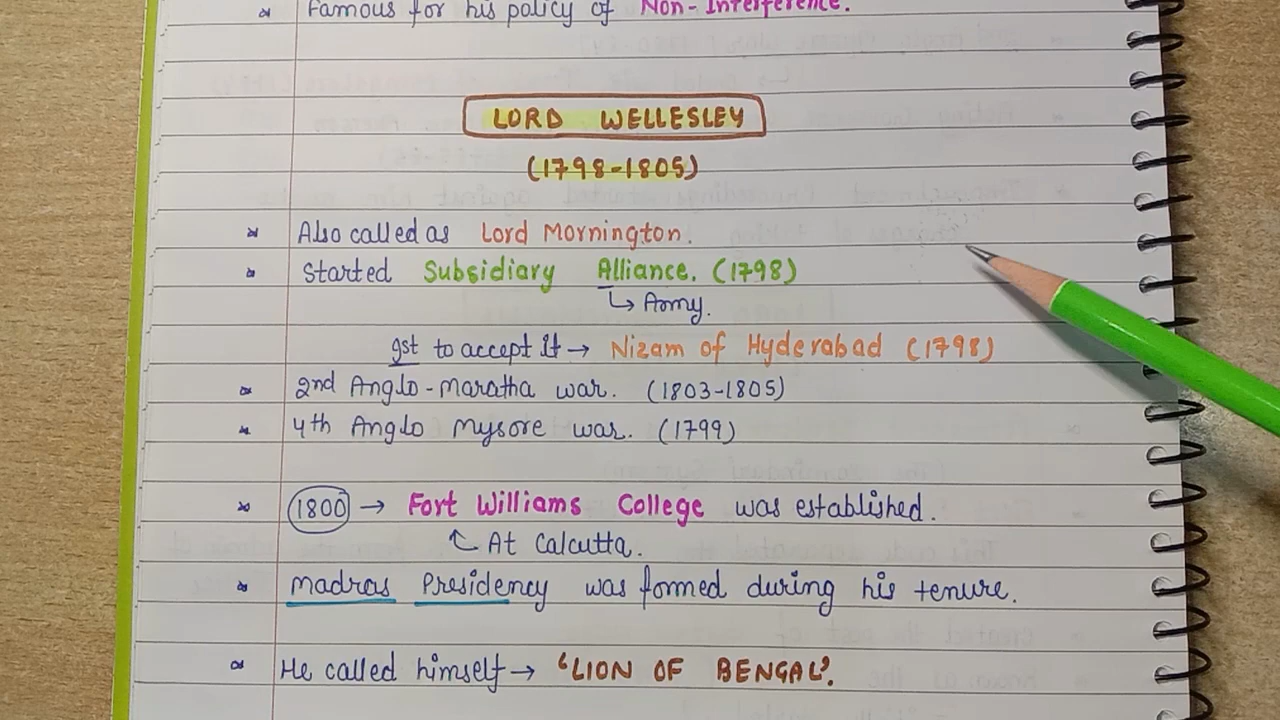 Famous for his policy of Non-Interference.
LORD WELLESLEY
(1798-1805)
Also called as Lord Mornington.
Started Subsidiary Alliance. (1798)
↳ Army.
1st to accept it → Nizam of Hyderabad (1798)
2nd Anglo-Maratha war. (1803-1805)
4th Anglo Mysore war. (1799)
1800 → Fort Williams College was established.
At Calcutta.
Madras Presidency was formed during his tenure.
He called himself → 'LION OF BENGAL'.